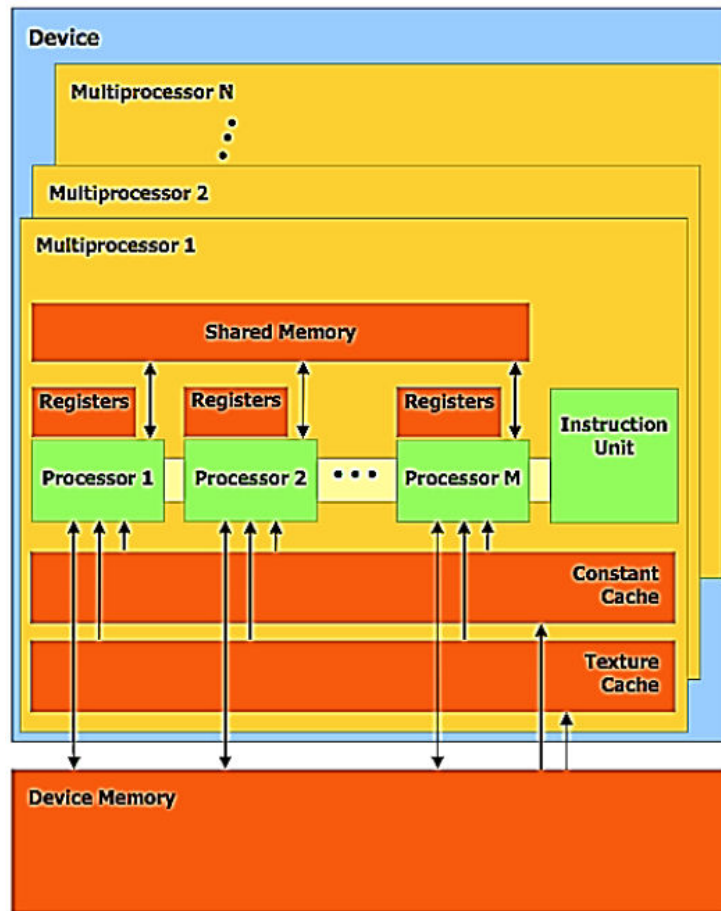 Device
Multiprocessor N
Multiprocessor 2
Multiprocessor 1
Shared Memory
Registers
Registers
Registers
Instruction
Unit
Processor 1
Processor 2
Processor M
Constant
Cache
Texture
Cache
Device Memory